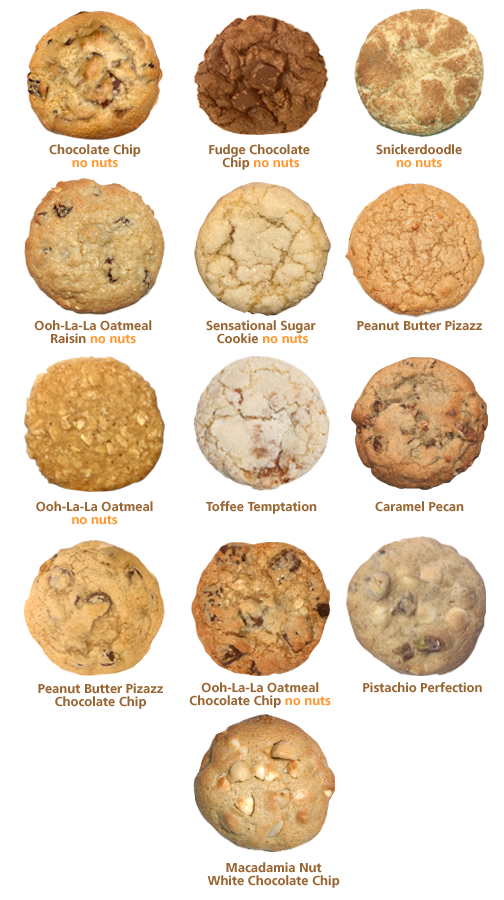 Chocolate Chip
no nuts
Fudge Chocolate
Chip no nuts
Snickerdoodle
no nuts
Ooh-La-La Oatmeal
Raisin no nuts
Sensational Sugar
Cookie no nuts
Peanut Butter Pizazz
Ooh-La-La Oatmeal
no nuts
Toffee Temptation
Caramel Pecan
Peanut Butter Pizazz
Chocolate Chip
Ooh-La-La Oatmeal
Chocolate Chip no nuts
Pistachio Perfection
Macadamia Nut
White Chocolate Chip